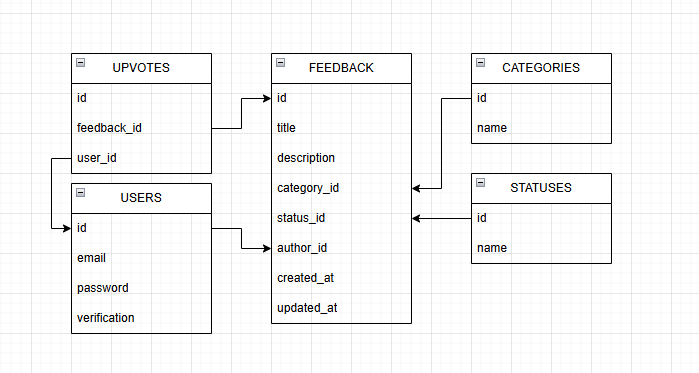 UPVOTES
id
feedback_id
user_id
USERS
id
email
password
verification
FEEDBACK
id
title
description
category_id
status_id
author_id
created_at
updated_at
CATEGORIES
id
name
STATUSES
id
name